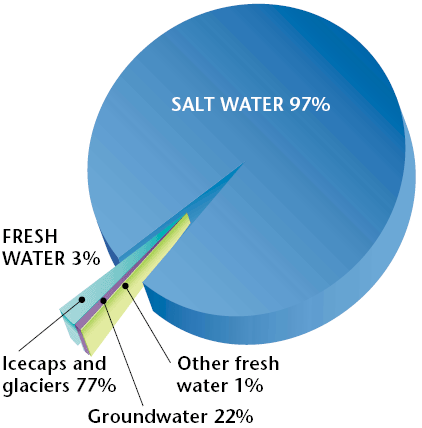 SALT WATER 97%
FRESH
WATER 3%
Icecaps and
glaciers 77%
Other fresh
water 1%
Groundwater 22%